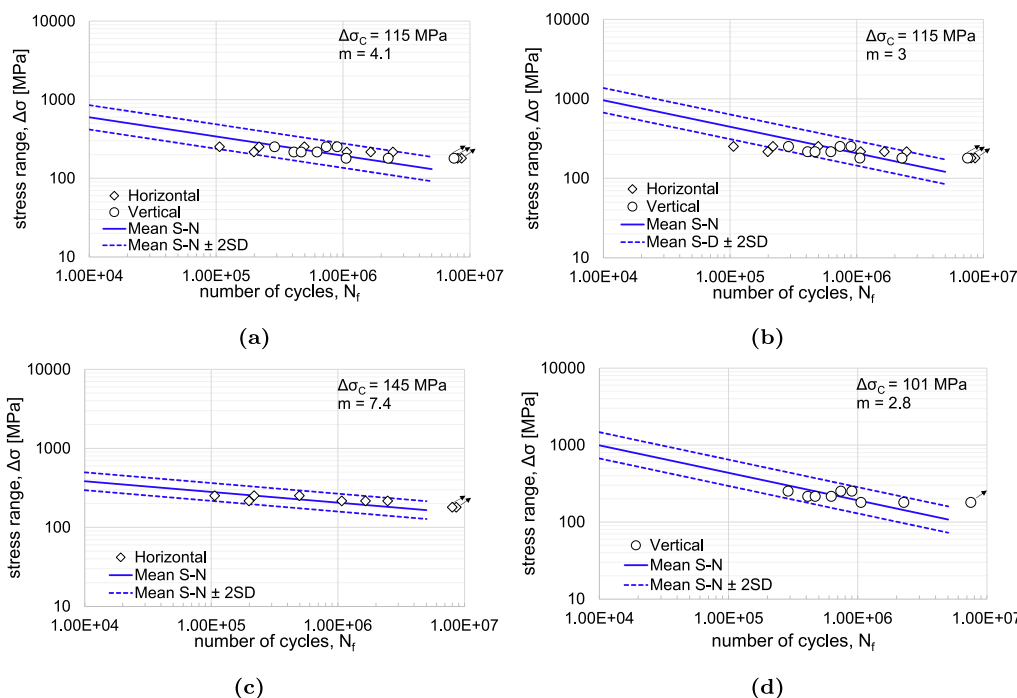 (a)
stress range, Δσ [MPa]
10000
1000
100
10
1.00E+04
1.00E+05
1.00E+06
1.00E+07
number of cycles, Nf
ΔσC = 115 MPa
m = 4.1
Horizontal
Vertical
Mean S-N
Mean S-N ± 2SD
(b)
stress range, Δσ [MPa]
10000
1000
100
10
1.00E+04
1.00E+05
1.00E+06
1.00E+07
number of cycles, Nf
ΔσC = 115 MPa
m = 3
Horizontal
Vertical
Mean S-N
Mean S-D ± 2SD
(c)
stress range, Δσ [MPa]
10000
1000
100
10
1.00E+04
1.00E+05
1.00E+06
1.00E+07
number of cycles, Nf
ΔσC = 145 MPa
m = 7.4
Horizontal
Mean S-N
Mean S-N ± 2SD
(d)
stress range, Δσ [MPa]
10000
1000
100
10
1.00E+04
1.00E+05
1.00E+06
1.00E+07
number of cycles, Nf
ΔσC = 101 MPa
m = 2.8
Vertical
Mean S-N
Mean S-N ± 2SD